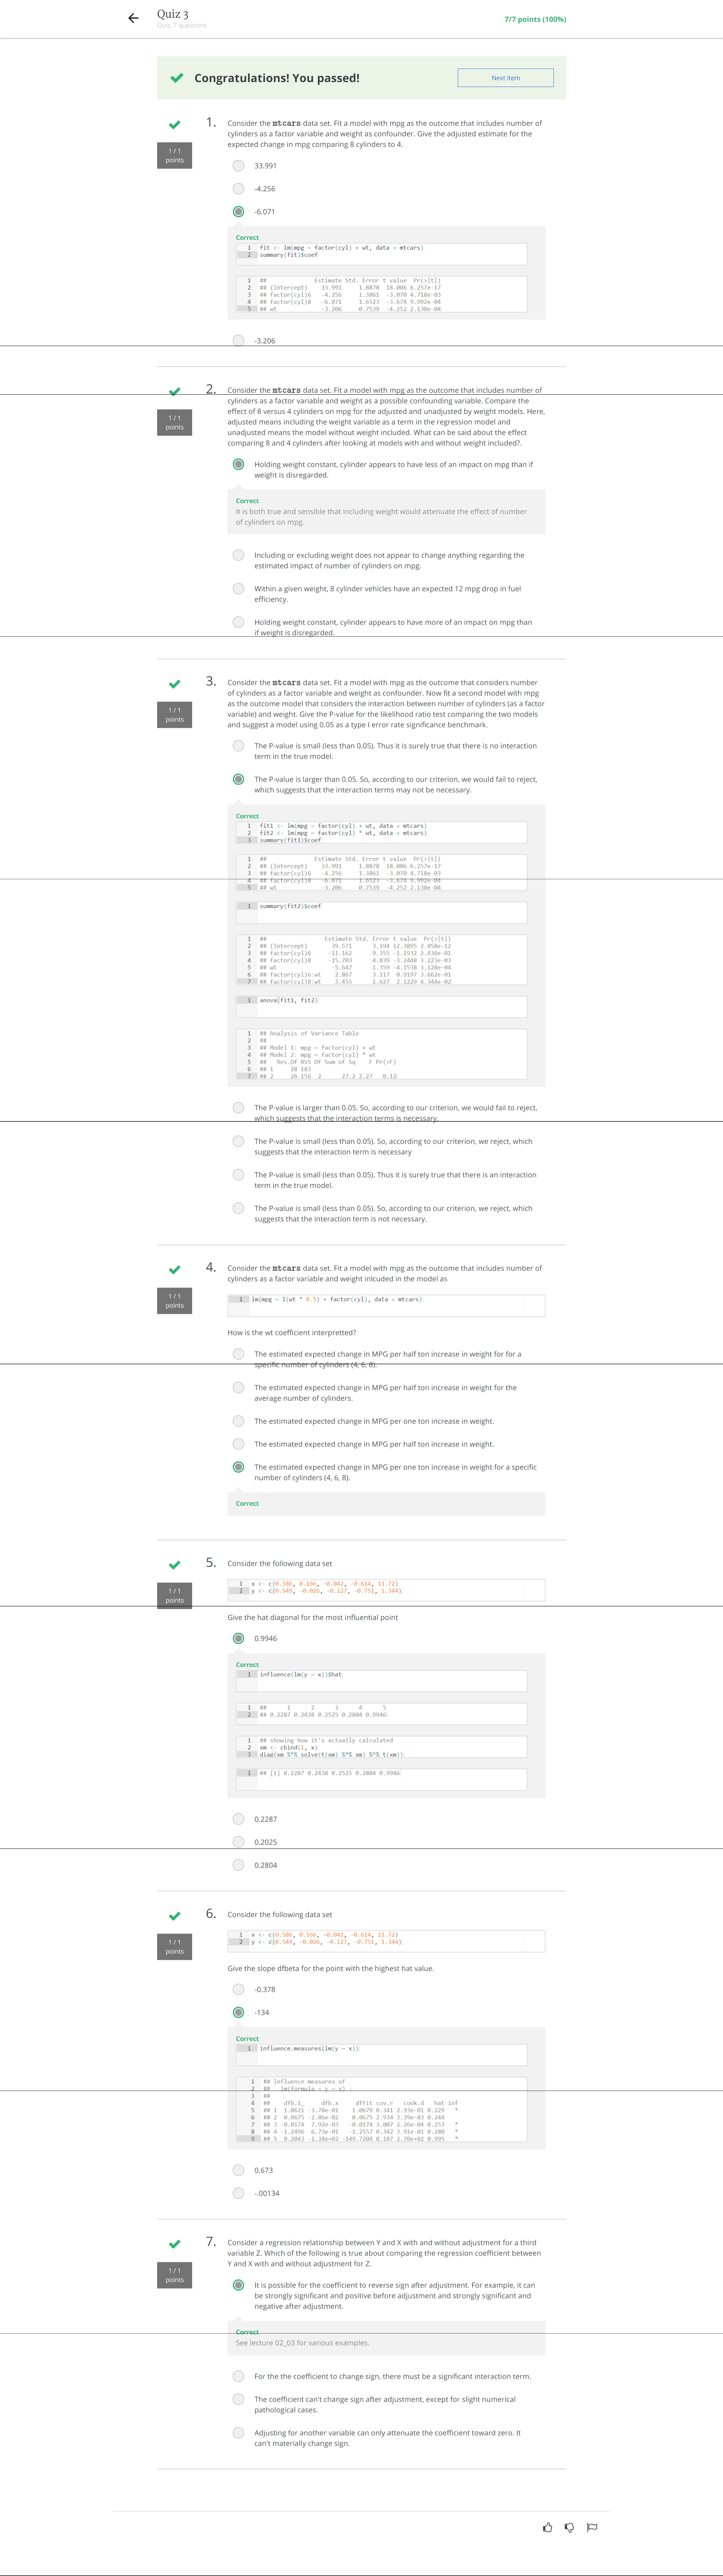 Quiz 3
Quiz, 7 questions
7/7 points (100%)
Congratulations! You passed!
Next Item
1 / 1
points
1.
Consider the mtcars data set. Fit a model with mpg as the outcome that includes number of
cylinders as a factor variable and weight as confounder. Give the adjusted estimate for the
expected change in mpg comparing 8 cylinders to 4.
33.991
-4.256
-6.071
Correct
1 fit <- lm(mpg ~ factor(cyl) + wt, data = mtcars)
2 summary(fit)$coef
1 ## Estimate Std. Error t value Pr(>|t|)
2 ## (Intercept) 33.991 1.8878 18.006 6.257e-17
3 ## factor(cyl)6 -4.256 1.3861 -3.070 4.718e-03
4 ## factor(cyl)8 -6.071 1.6523 -3.674 9.992e-04
5 ## wt -3.206 0.7539 -4.252 2.130e-04
-3.206
1 / 1
points
2.
Consider the mtcars data set. Fit a model with mpg as the outcome that includes number of
cylinders as a factor variable and weight as a possible confounding variable. Compare the
effect of 8 versus 4 cylinders on mpg for the adjusted and unadjusted by weight models. Here,
adjusted means including the weight variable as a term in the regression model and
unadjusted means the model without weight included. What can be said about the effect
comparing 8 and 4 cylinders after looking at models with and without weight included?.
Holding weight constant, cylinder appears to have less of an impact on mpg than if
weight is disregarded.
Correct
It is both true and sensible that including weight would attenuate the effect of number
of cylinders on mpg.
Including or excluding weight does not appear to change anything regarding the
estimated impact of number of cylinders on mpg.
Within a given weight, 8 cylinder vehicles have an expected 12 mpg drop in fuel
efficiency.
Holding weight constant, cylinder appears to have more of an impact on mpg than
if weight is disregarded.
1 / 1
points
3.
Consider the mtcars data set. Fit a model with mpg as the outcome that considers number
of cylinders as a factor variable and weight as confounder. Now fit a second model with mpg
as the outcome model that considers the interaction between number of cylinders (as a factor
variable) and weight. Give the P-value for the likelihood ratio test comparing the two models
and suggest a model using 0.05 as a type I error rate significance benchmark.
The P-value is small (less than 0.05). Thus it is surely true that there is no interaction
term in the true model.
The P-value is larger than 0.05. So, according to our criterion, we would fail to reject,
which suggests that the interaction terms may not be necessary.
Correct
1 fit1 <- lm(mpg ~ factor(cyl) + wt, data = mtcars)
2 fit2 <- lm(mpg ~ factor(cyl) * wt, data = mtcars)
3 summary(fit1)$coef
1 ## Estimate Std. Error t value Pr(>|t|)
2 ## (Intercept) 33.991 1.8878 18.006 6.257e-17
3 ## factor(cyl)6 -4.256 1.3861 -3.070 4.718e-03
4 ## factor(cyl)8 -6.071 1.6523 -3.674 9.992e-04
5 ## wt -3.206 0.7539 -4.252 2.130e-04
1 summary(fit2)$coef
1 ## Estimate Std. Error t value Pr(>|t|)
2 ## (Intercept) 39.571 3.194 12.3895 2.058e-12
3 ## factor(cyl)6 -11.162 9.355 -1.1932 2.436e-01
4 ## factor(cyl)8 -15.703 4.839 -3.2448 3.223e-03
5 ## wt -5.647 1.359 -4.1538 3.128e-04
6 ## factor(cyl)6:wt 2.867 3.117 0.9197 3.662e-01
7 ## factor(cyl)8:wt 3.455 1.627 2.1229 4.344e-02
1 anova(fit1, fit2)
1 ## Analysis of Variance Table
2 ##
3 ## Model 1: mpg ~ factor(cyl) + wt
4 ## Model 2: mpg ~ factor(cyl) * wt
5 ## Res.Df RSS Df Sum of Sq F Pr(>F)
6 ## 1 28 183
7 ## 2 26 156 2 27.2 2.27 0.12
The P-value is larger than 0.05. So, according to our criterion, we would fail to reject,
which suggests that the interaction terms is necessary.
The P-value is small (less than 0.05). So, according to our criterion, we reject, which
suggests that the interaction term is necessary
The P-value is small (less than 0.05). Thus it is surely true that there is an interaction
term in the true model.
The P-value is small (less than 0.05). So, according to our criterion, we reject, which
suggests that the interaction term is not necessary.
1 / 1
points
4.
Consider the mtcars data set. Fit a model with mpg as the outcome that includes number of
cylinders as a factor variable and weight inlcuded in the model as
1 lm(mpg ~ I(wt * 0.5) + factor(cyl), data = mtcars)
How is the wt coefficient interpretted?
The estimated expected change in MPG per half ton increase in weight for for a
specific number of cylinders (4, 6, 8).
The estimated expected change in MPG per half ton increase in weight for the
average number of cylinders.
The estimated expected change in MPG per one ton increase in weight.
The estimated expected change in MPG per half ton increase in weight.
The estimated expected change in MPG per one ton increase in weight for a specific
number of cylinders (4, 6, 8).
Correct
1 / 1
points
5.
Consider the following data set
1 x <- c(0.586, 0.166, -0.042, -0.614, 11.72)
2 y <- c(0.549, -0.026, -0.127, -0.751, 1.344)
Give the hat diagonal for the most influential point
0.9946
Correct
1 influence(lm(y ~ x))$hat
1 ## 1 2 3 4 5
2 ## 0.2287 0.2438 0.2525 0.2804 0.9946
1 ## showing how it's actually calculated
2 xm <- cbind(1, x)
3 diag(xm %*% solve(t(xm) %*% xm) %*% t(xm))
1 ## [1] 0.2287 0.2438 0.2525 0.2804 0.9946
0.2287
0.2025
0.2804
1 / 1
points
6.
Consider the following data set
1 x <- c(0.586, 0.166, -0.042, -0.614, 11.72)
2 y <- c(0.549, -0.026, -0.127, -0.751, 1.344)
Give the slope dfbeta for the point with the highest hat value.
-0.378
-134
Correct
1 influence.measures(lm(y ~ x))
1 ## Influence measures of
2 ## lm(formula = y ~ x) :
3 ##
4 ## dfb.1_ dfb.x dffit cov.r cook.d hat inf
5 ## 1 1.0621 -3.78e-01 1.0679 0.341 2.93e-01 0.229 *
6 ## 2 0.0675 -2.86e-02 0.0675 2.934 3.39e-03 0.244
7 ## 3 -0.0174 7.92e-03 -0.0174 3.007 2.26e-04 0.253 *
8 ## 4 -1.2496 6.73e-01 -1.2557 0.342 3.91e-01 0.280 *
9 ## 5 0.2043 -1.34e+02 -149.7204 0.107 2.70e+02 0.995 *
0.673
-.00134
1 / 1
points
7.
Consider a regression relationship between Y and X with and without adjustment for a third
variable Z. Which of the following is true about comparing the regression coefficient between
Y and X with and without adjustment for Z.
It is possible for the coefficient to reverse sign after adjustment. For example, it can
be strongly significant and positive before adjustment and strongly significant and
negative after adjustment.
Correct
See lecture 02_03 for various examples.
For the the coefficient to change sign, there must be a significant interaction term.
The coefficient can't change sign after adjustment, except for slight numerical
pathological cases.
Adjusting for another variable can only attenuate the coefficient toward zero. It
can't materially change sign.